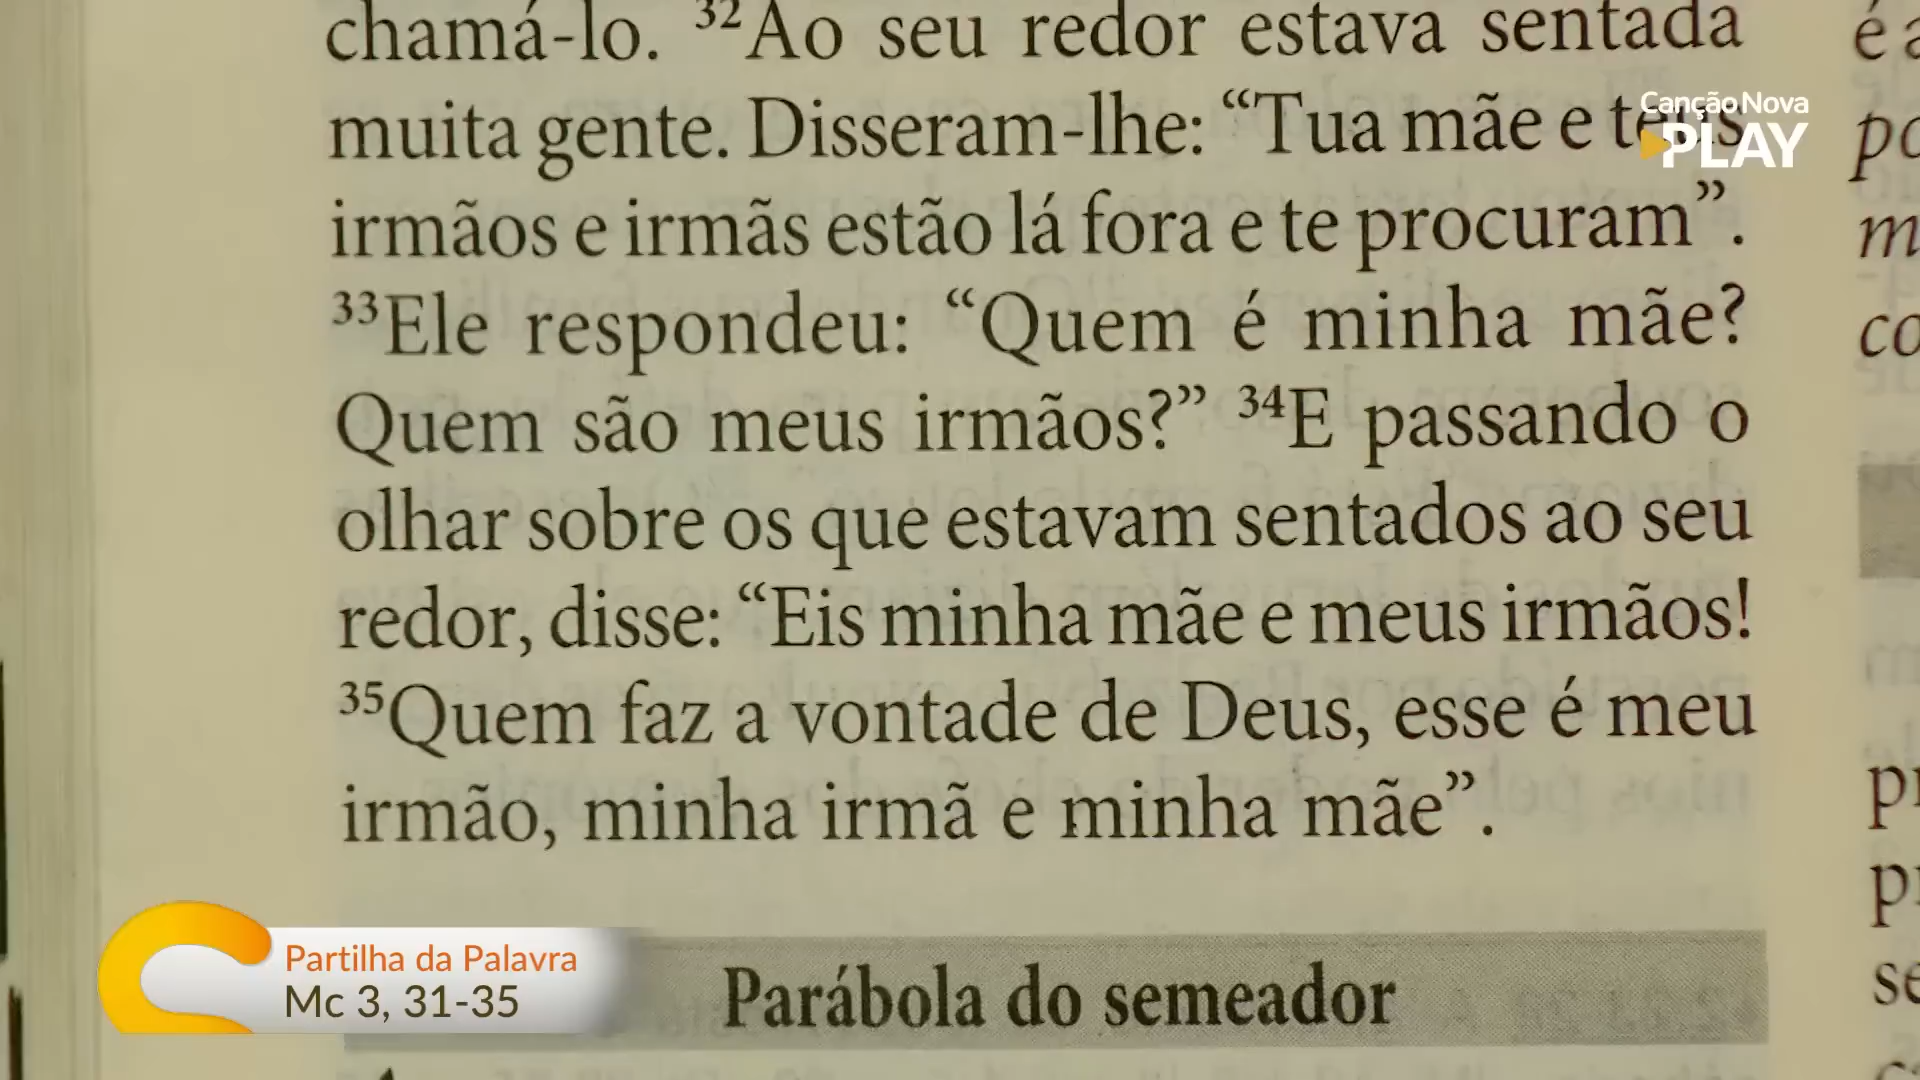 chamá-lo. ³²Ao seu redor estava sentada
muita gente. Disseram-lhe: “Tua mãe e teus
irmãos e irmãs estão lá fora e te procuram”.
³³Ele respondeu: “Quem é minha mãe?
Quem são meus irmãos?” ³⁴E passando o
olhar sobre os que estavam sentados ao seu
redor, disse: “Eis minha mãe e meus irmãos!
³⁵Quem faz a vontade de Deus, esse é meu
irmão, minha irmã e minha mãe”.
Parábola do semeador
CançãoNova
PLAY
Partilha da Palavra
Mc 3, 31-35